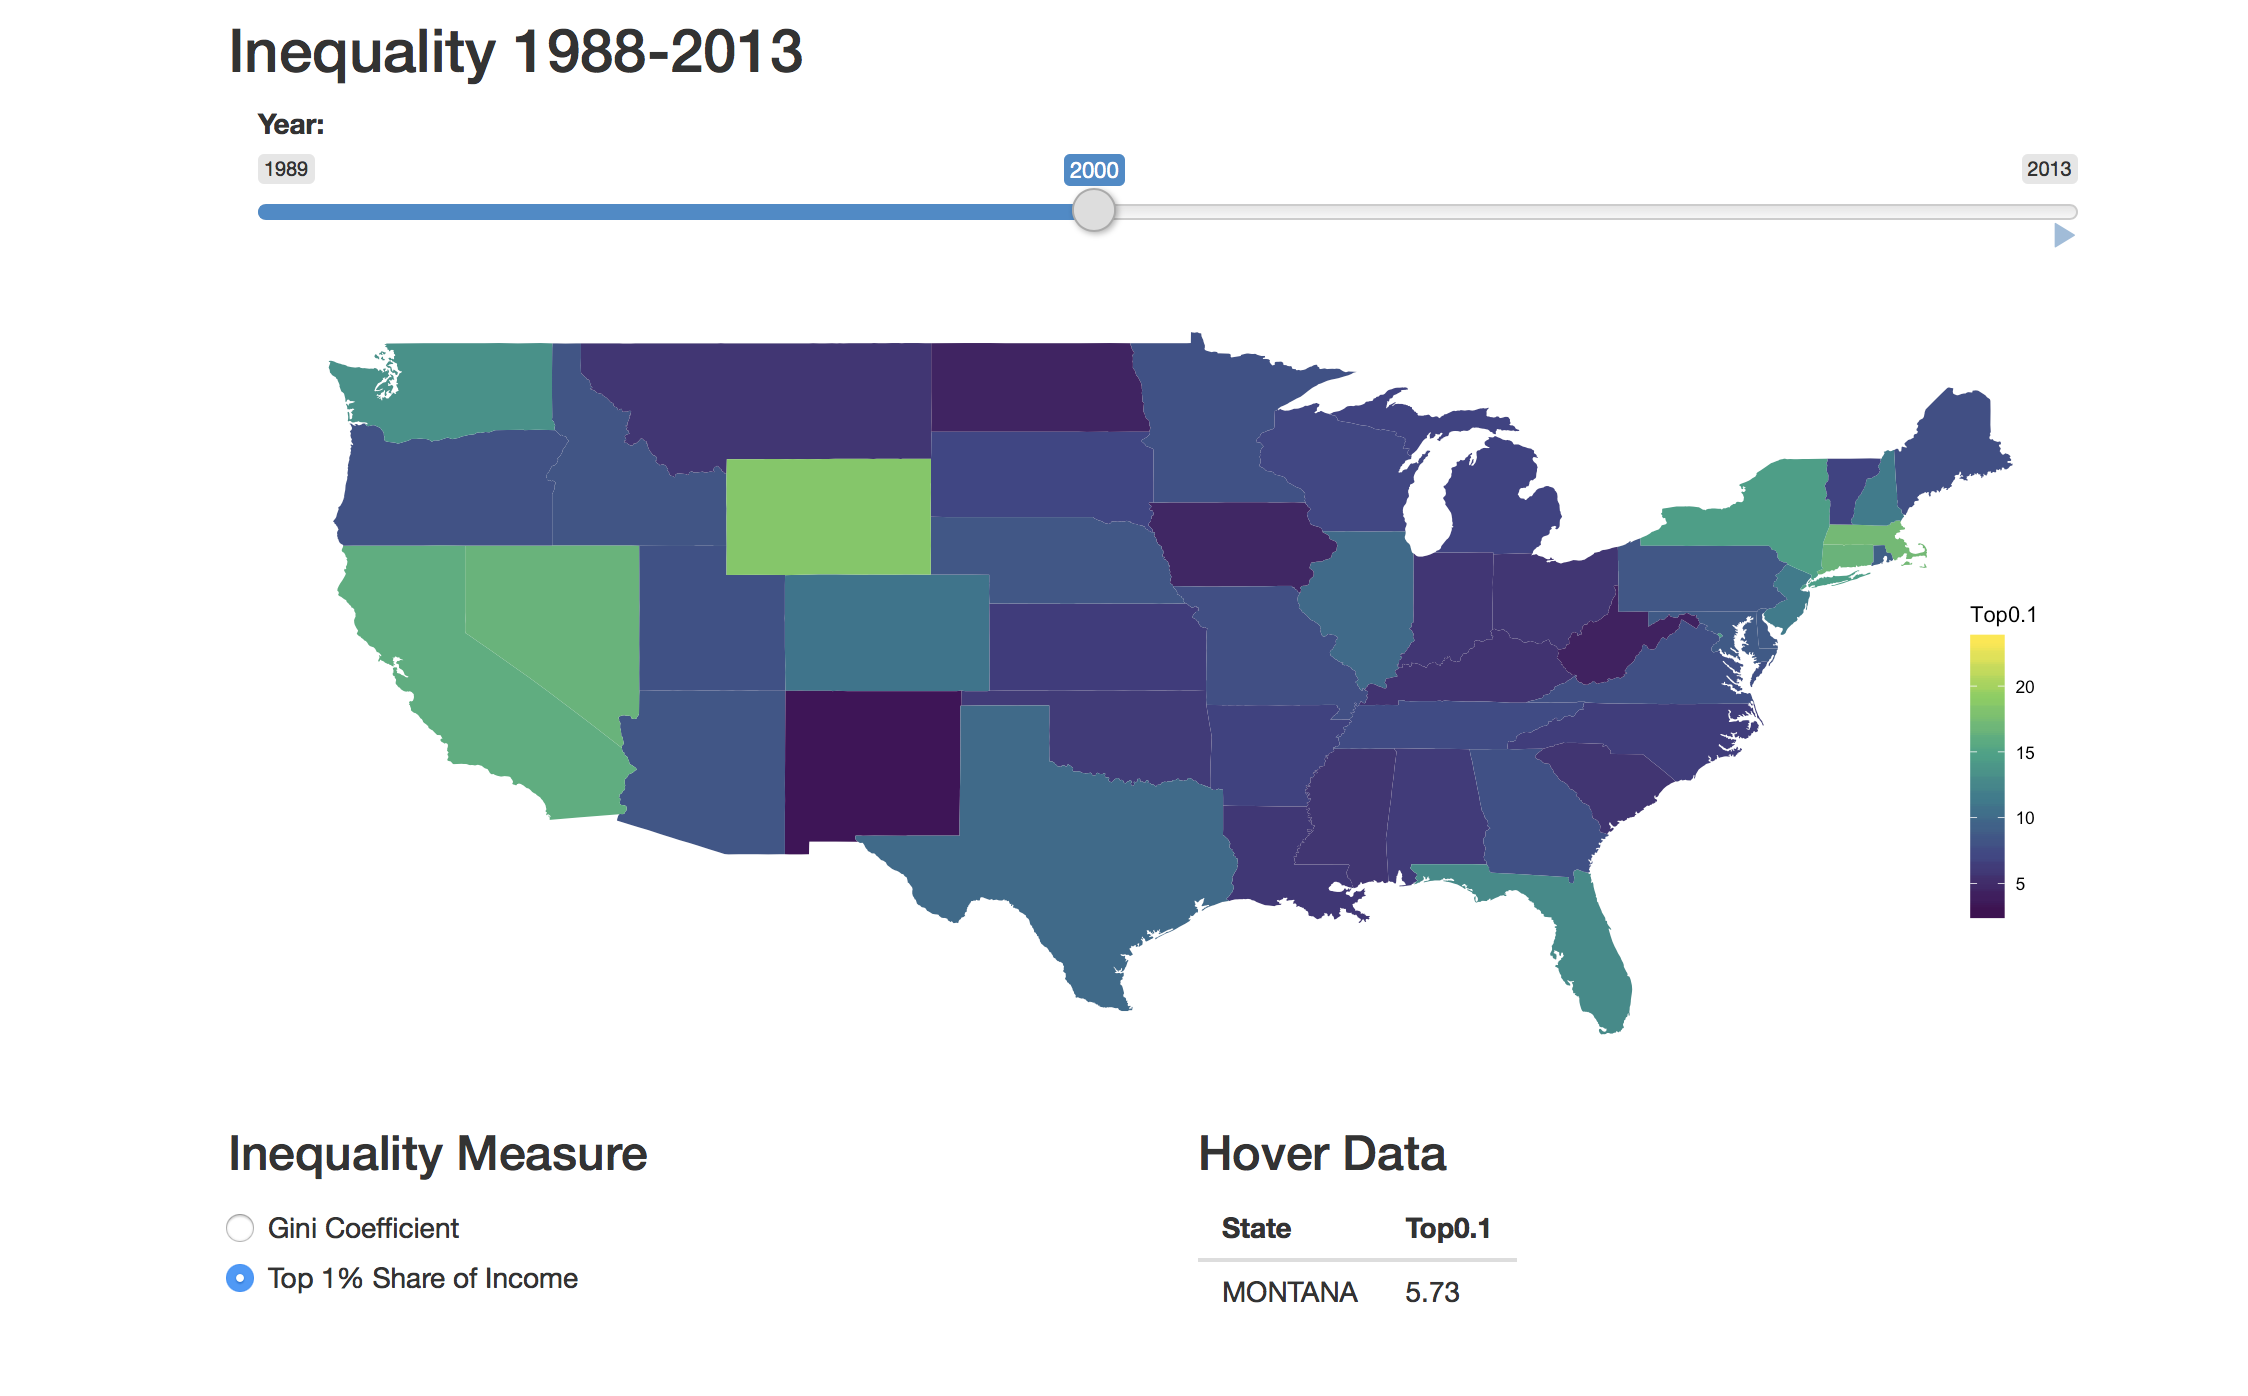 Inequality 1988-2013
Year:
1989 2000 2013
Top0.1
20
15
10
5
Inequality Measure
Gini Coefficient
Top 1% Share of Income
Hover Data
State Top0.1
MONTANA 5.73